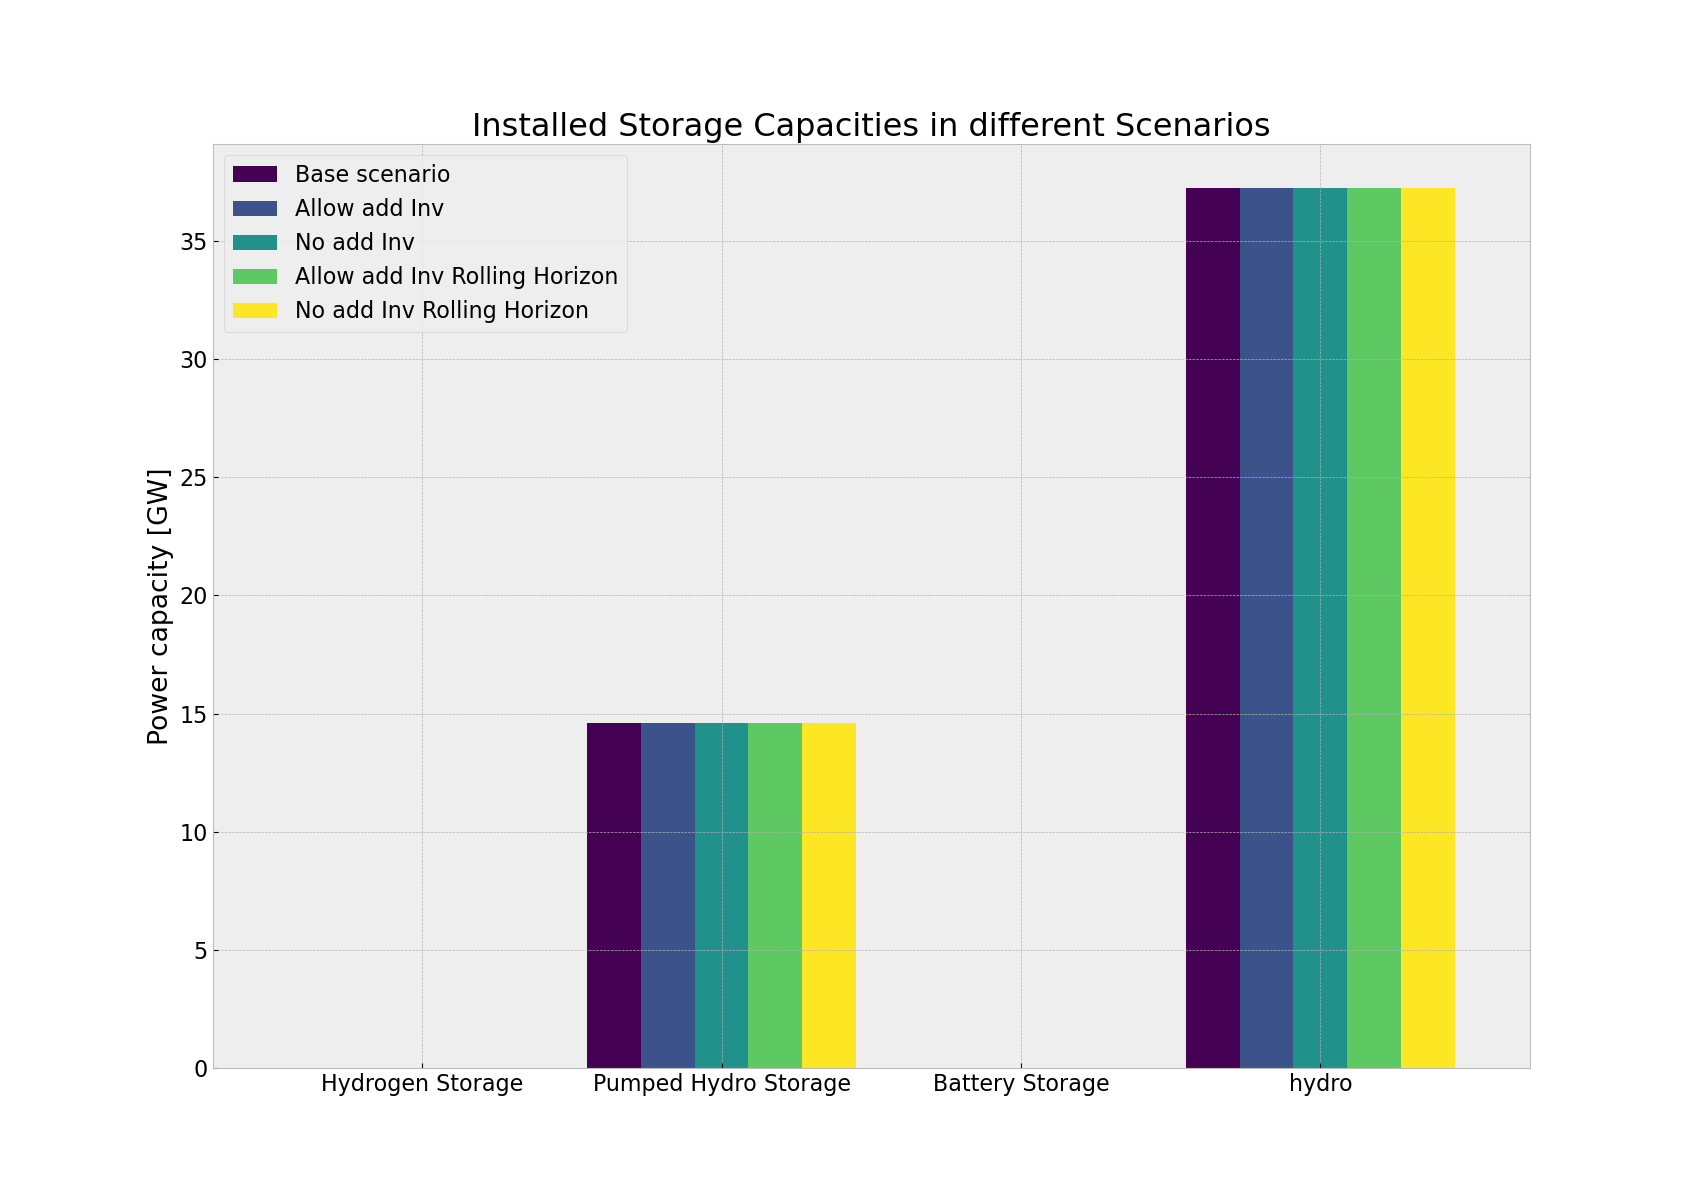 Installed Storage Capacities in different Scenarios
Base scenario
Allow add Inv
No add Inv
Allow add Inv Rolling Horizon
No add Inv Rolling Horizon
Power capacity [GW]
35
30
25
20
15
10
5
0
Hydrogen Storage Pumped Hydro Storage Battery Storage hydro